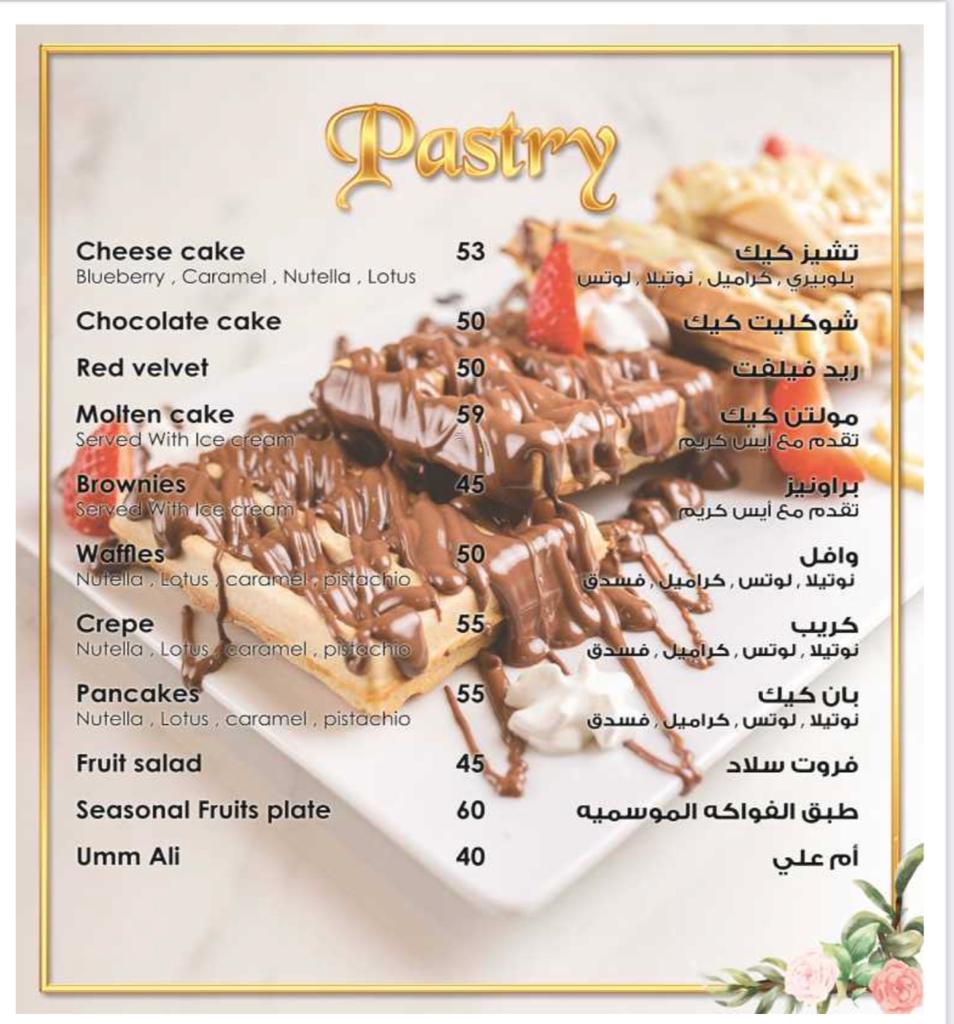 Pastry
Cheese cake 53 تشيز كيك
Blueberry , Caramel , Nutella , Lotus بلوبيري , كراميل , نوتيلا , لوتس
Chocolate cake 50 شوكليت كيك
Red velvet 50 ريد فيلفت
Molten cake 59 مولتن كيك
Served With Ice cream تقدم مع أيس كريم
Brownies 45 براونيز
Served With Ice cream تقدم مع أيس كريم
Waffles 50 وافل
Nutella , Lotus , caramel , pistachio نوتيلا , لوتس , كراميل , فسدق
Crepe 55 كريب
Nutella , Lotus , caramel , pistachio نوتيلا , لوتس , كراميل , فسدق
Pancakes 55 بان كيك
Nutella , Lotus , caramel , pistachio نوتيلا , لوتس , كراميل , فسدق
Fruit salad 45 فروت سلاد
Seasonal Fruits plate 60 طبق الفواكه الموسميه
Umm Ali 40 أم علي